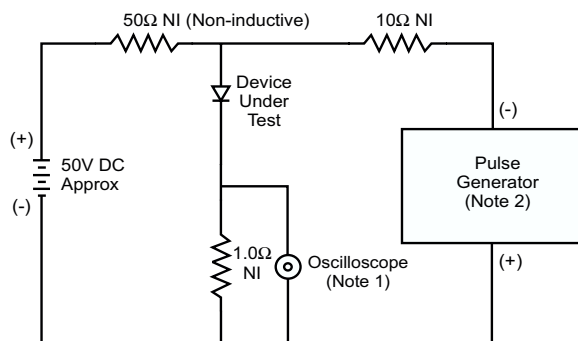 50Ω NI (Non-inductive)
10Ω NI
Device
Under
Test
(+)
50V DC
Approx
(-)
(-)
Pulse
Generator
(Note 2)
(+)
1.0Ω
NI
Oscilloscope
(Note 1)